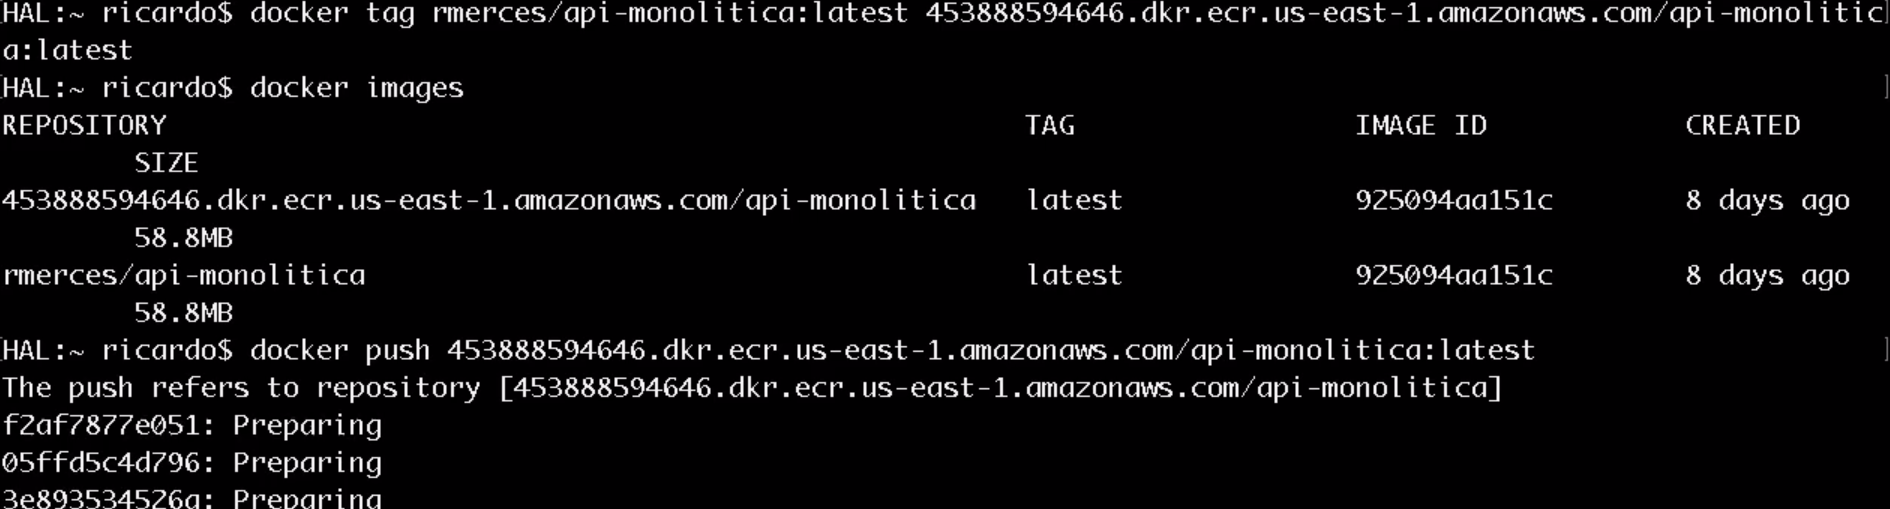 HAL:~ ricardo$ docker tag rmerces/api-monolitica:latest 453888594646.dkr.ecr.us-east-1.amazonaws.com/api-monolitic
a:latest
[HAL:~ ricardo$ docker images ]
REPOSITORY TAG IMAGE ID CREATED
SIZE
453888594646.dkr.ecr.us-east-1.amazonaws.com/api-monolitica latest 925094aa151c 8 days ago
58.8MB
rmerces/api-monolitica latest 925094aa151c 8 days ago
58.8MB
[HAL:~ ricardo$ docker push 453888594646.dkr.ecr.us-east-1.amazonaws.com/api-monolitica:latest ]
The push refers to repository [453888594646.dkr.ecr.us-east-1.amazonaws.com/api-monolitica]
f2af7877e051: Preparing
05ffd5c4d796: Preparing
3e893534526a: Preparing